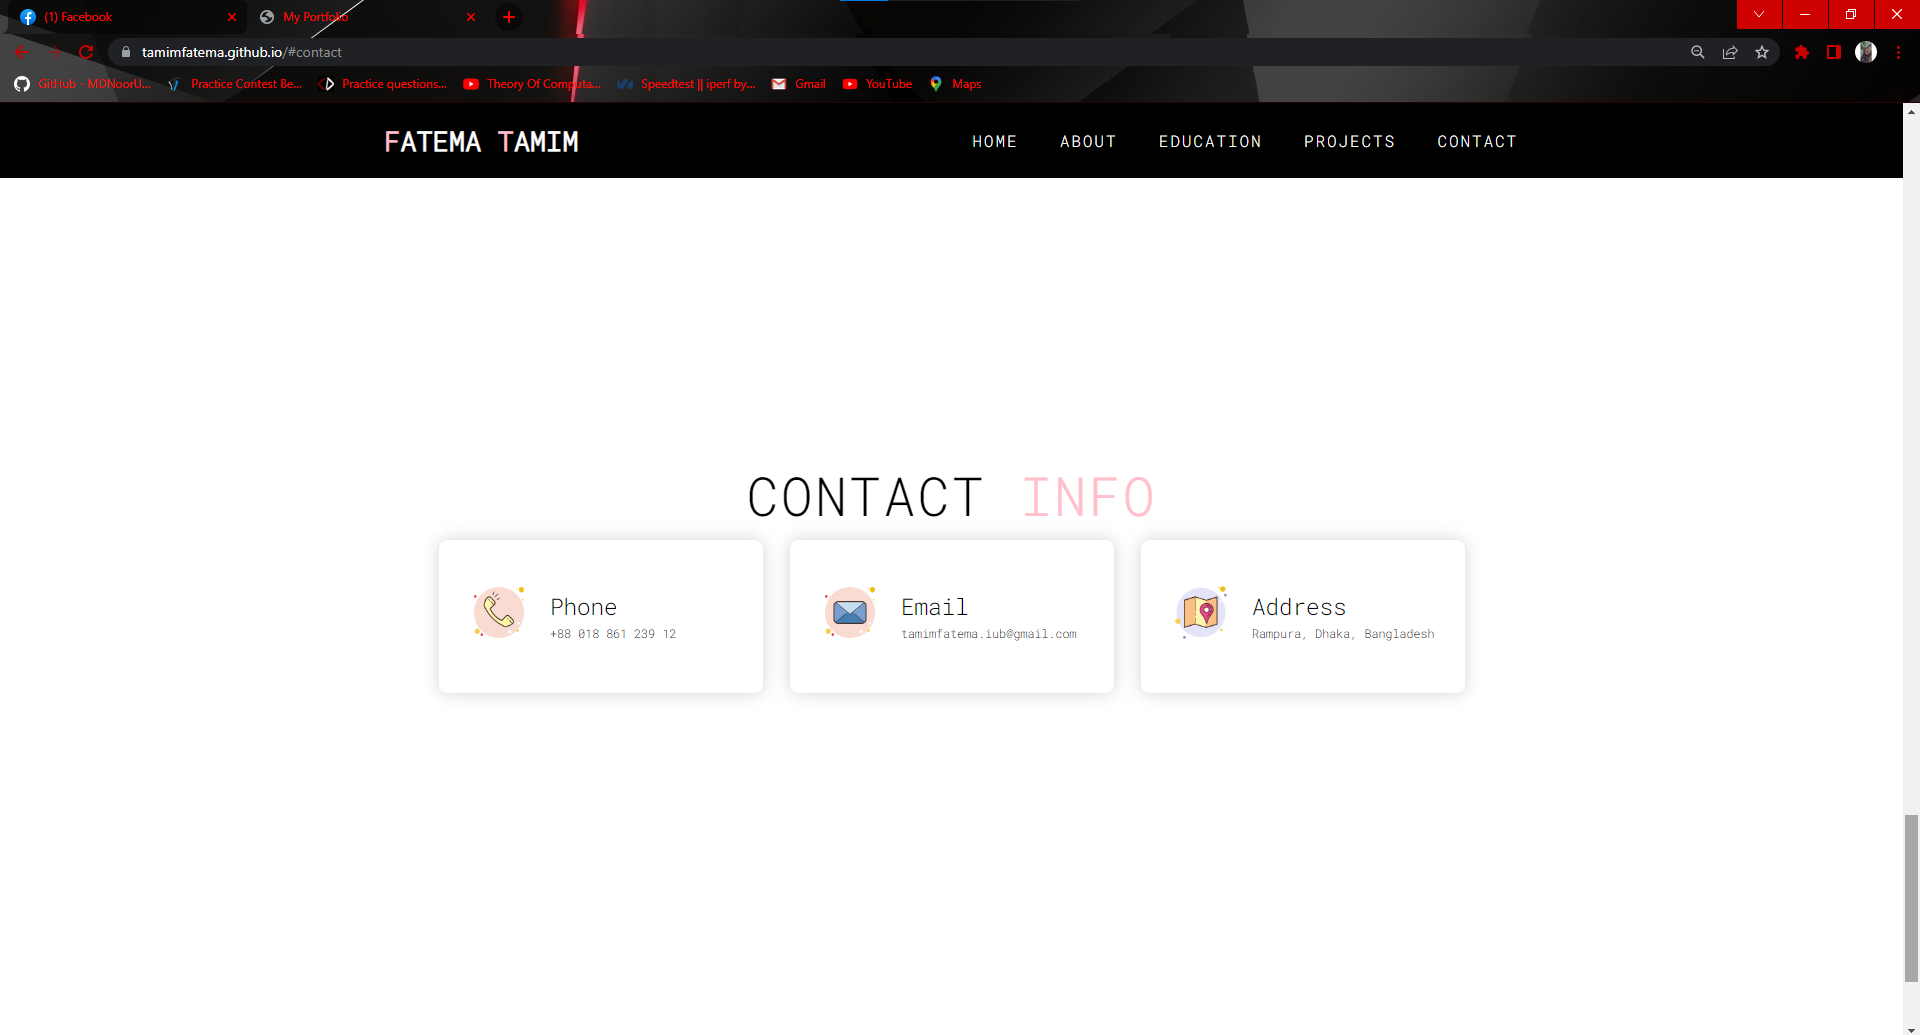 (1) Facebook
My Portfolio
tamimfatema.github.io/#contact
GitHub - MDNoorU...
Practice Contest Be...
Practice questions...
Theory Of Computa...
Speedtest || iperf by...
Gmail
YouTube
Maps
FATEMA TAMIM
HOME
ABOUT
EDUCATION
PROJECTS
CONTACT
CONTACT INFO
Phone
+88 018 861 239 12
Email
tamimfatema.iub@gmail.com
Address
Rampura, Dhaka, Bangladesh